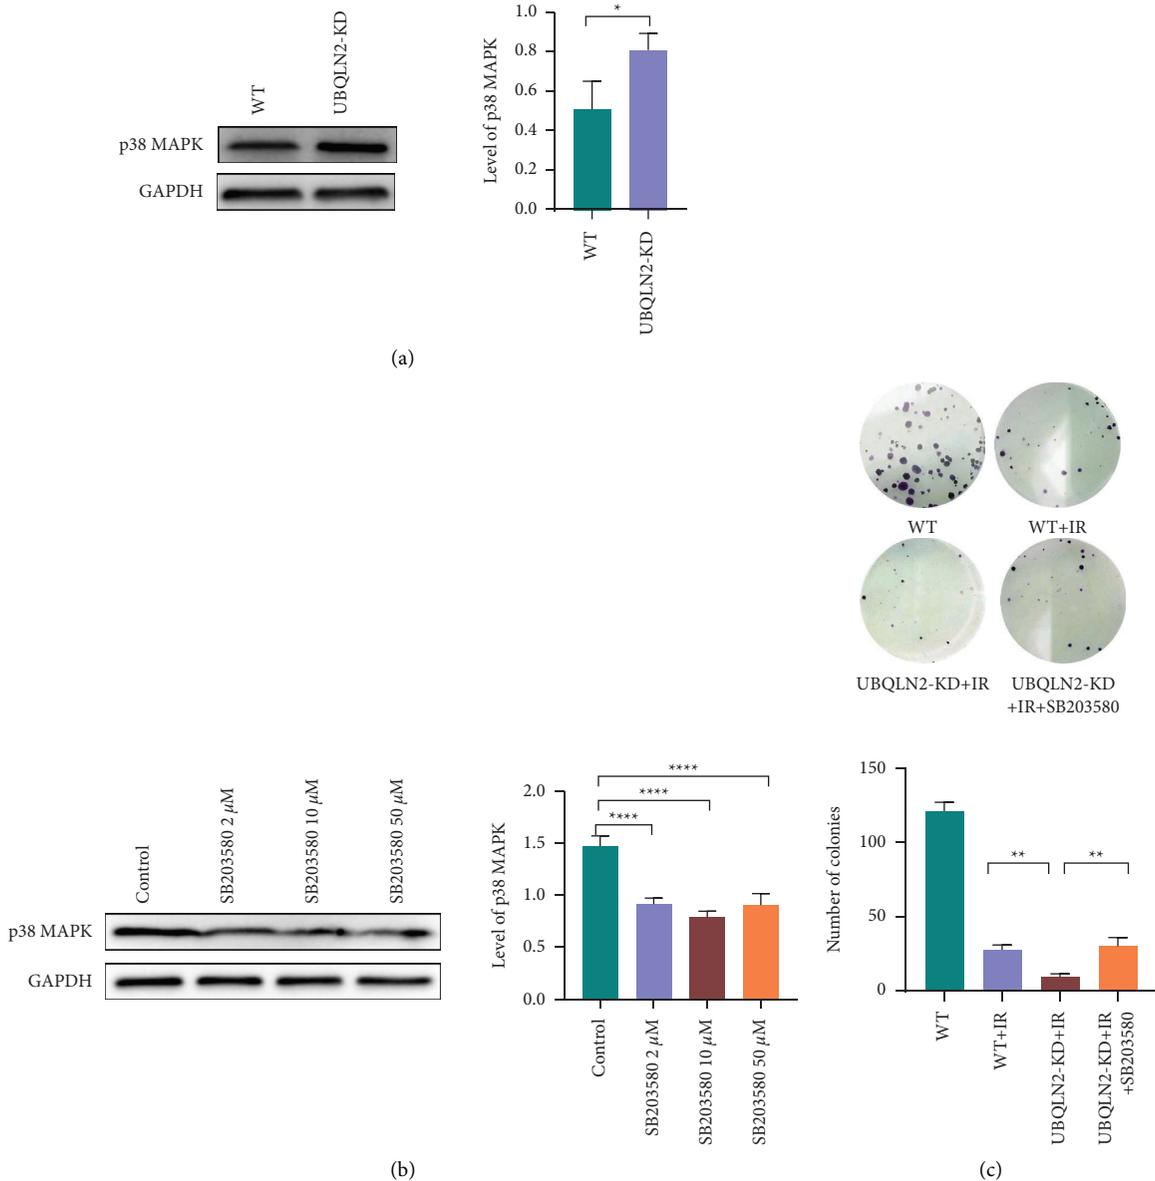 WT
UBQLN2-KD
p38 MAPK
GAPDH
*
Level of p38 MAPK
1.0
0.8
0.6
0.4
0.2
0.0
WT
UBQLN2-KD
(a)
WT
WT+IR
UBQLN2-KD+IR
UBQLN2-KD
+IR+SB203580
Control
SB203580 2 µM
SB203580 10 µM
SB203580 50 µM
p38 MAPK
GAPDH
Level of p38 MAPK
2.0
1.5
1.0
0.5
0.0
****
****
****
Control
SB203580 2 µM
SB203580 10 µM
SB203580 50 µM
(b)
Number of colonies
150
100
50
0
**
**
WT
WT+IR
UBQLN2-KD+IR
UBQLN2-KD+IR
+SB203580
(c)